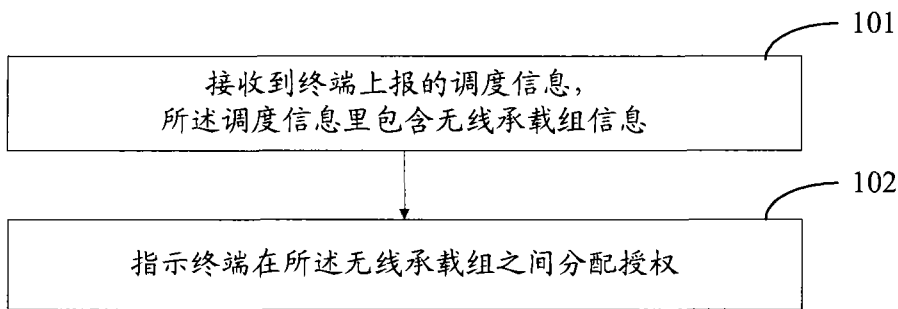 101
接收到终端上报的调度信息,
所述调度信息里包含无线承载组信息
102
指示终端在所述无线承载组之间分配授权